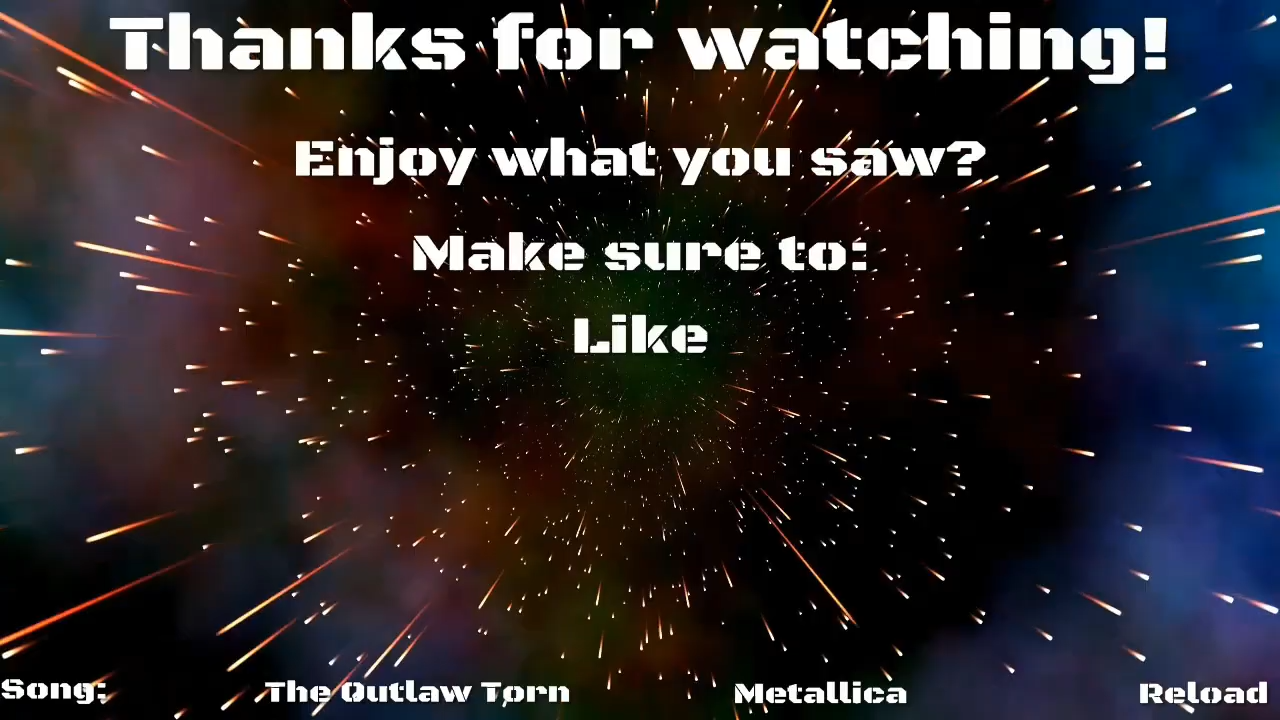 Thanks for watching!
Enjoy what you saw?
Make sure to:
Like
Song: The Outlaw Torn Metallica Reload